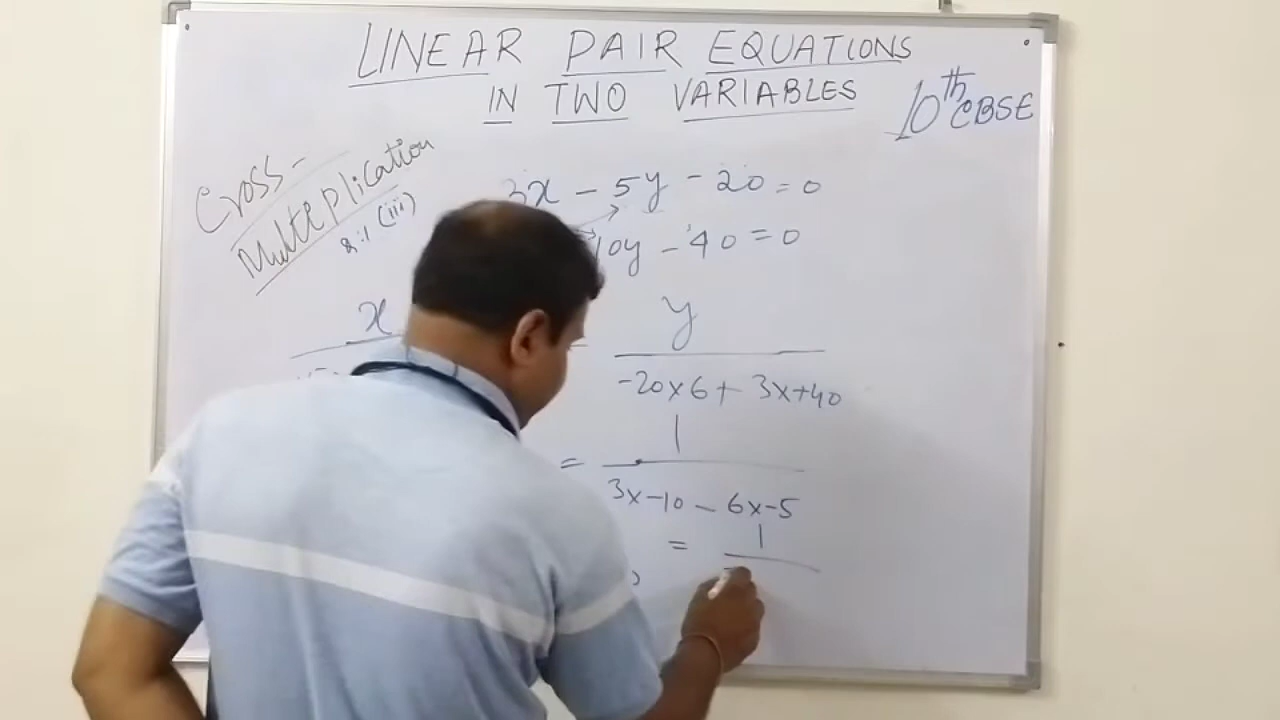 LINEAR PAIR EQUATIONS
IN TWO VARIABLES
10th CBSE
Cross-
Multiplication
Q:1 (iii)
3x - 5y - 20 = 0
10y - 40 = 0
x
y
-20x6 + 3x+40
= 1
3x-10 - 6x-5
= 1